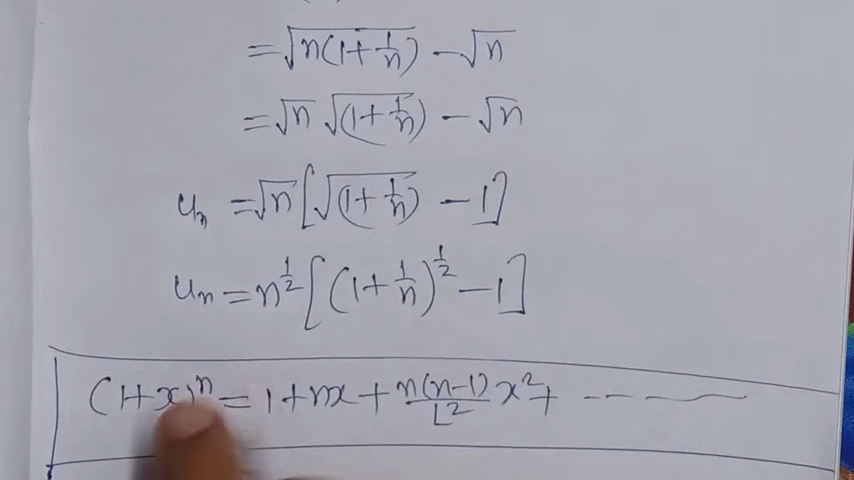 = √(n(1+1/n)) - √n
= √n √(1+1/n) - √n
uₙ = √n [√(1+1/n) - 1]
uₙ = n^(1/2) [(1+1/n)^(1/2) - 1]
(1+x)ⁿ = 1+nx+ n(n-1)/∟2 x²+ -----